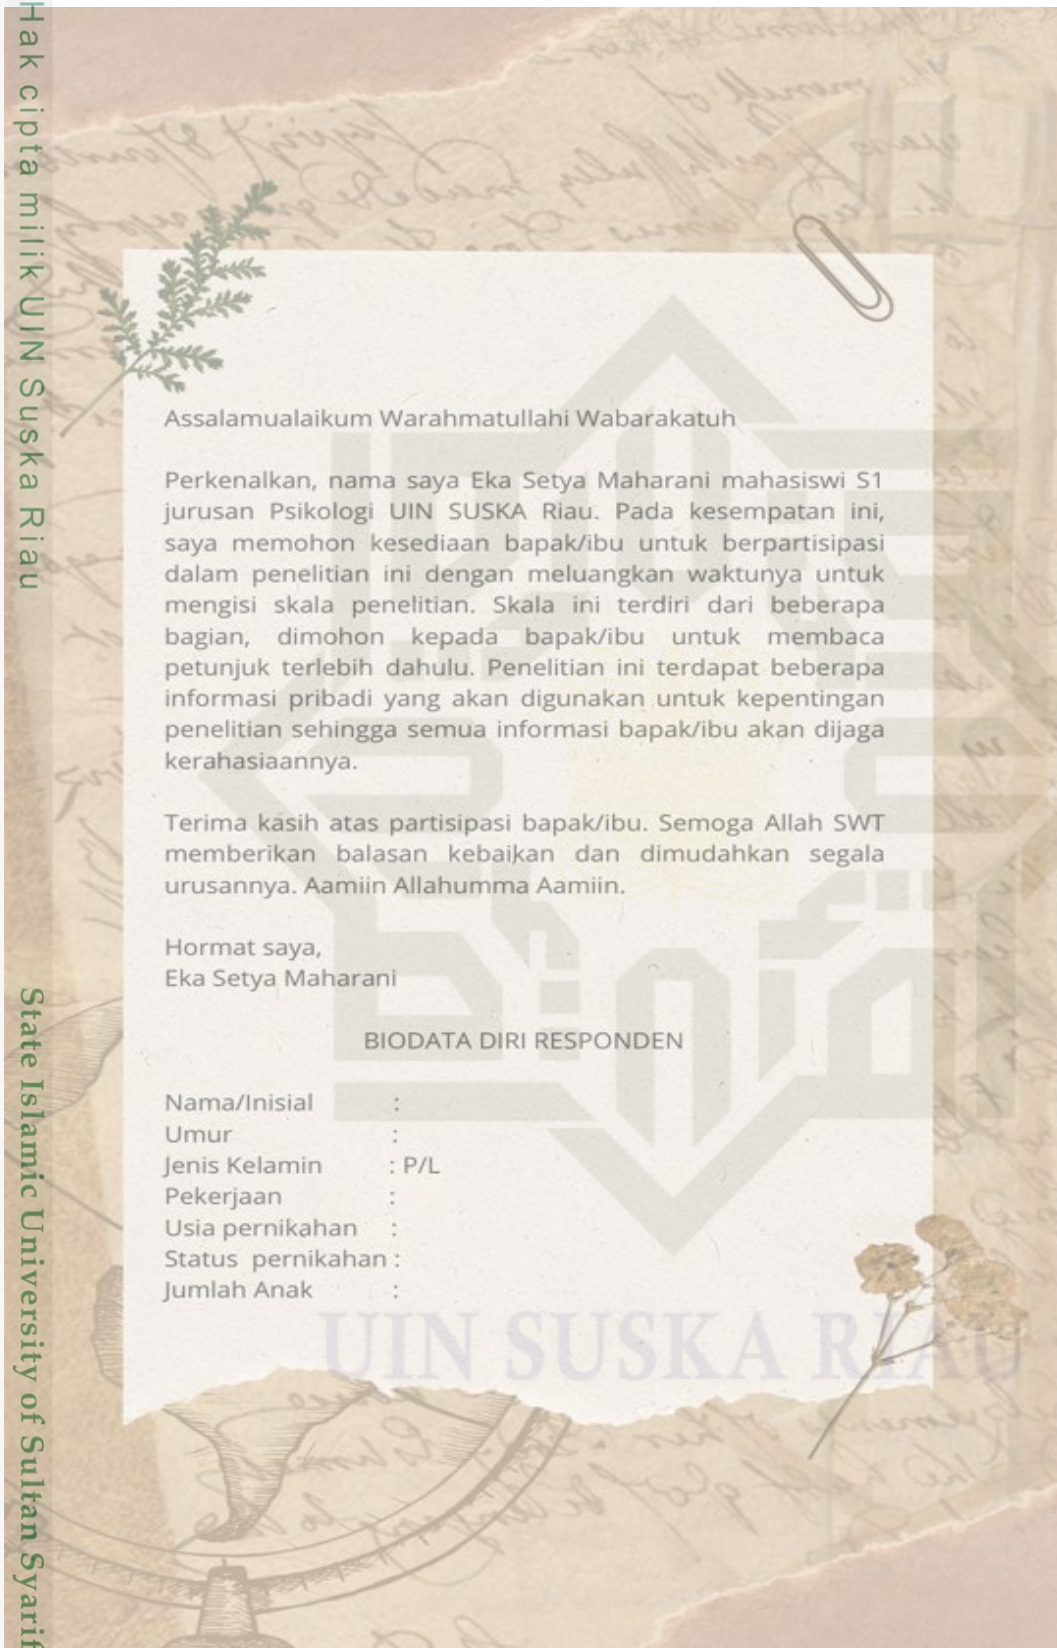 Hak cipta milik UIN Suska Riau
State Islamic University of Sultan Syarif
Assalamualaikum Warahmatullahi Wabarakatuh
Perkenalkan, nama saya Eka Setya Maharani mahasiswi S1
jurusan Psikologi UIN SUSKA Riau. Pada kesempatan ini,
saya memohon kesediaan bapak/ibu untuk berpartisipasi
dalam penelitian ini dengan meluangkan waktunya untuk
mengisi skala penelitian. Skala ini terdiri dari beberapa
bagian, dimohon kepada bapak/ibu untuk membaca
petunjuk terlebih dahulu. Penelitian ini terdapat beberapa
informasi pribadi yang akan digunakan untuk kepentingan
penelitian sehingga semua informasi bapak/ibu akan dijaga
kerahasiaannya.
Terima kasih atas partisipasi bapak/ibu. Semoga Allah SWT
memberikan balasan kebaikan dan dimudahkan segala
urusannya. Aamiin Allahumma Aamiin.
Hormat saya,
Eka Setya Maharani
BIODATA DIRI RESPONDEN
Nama/Inisial :
Umur :
Jenis Kelamin : P/L
Pekerjaan :
Usia pernikahan :
Status pernikahan :
Jumlah Anak :
UIN SUSKA RIAU